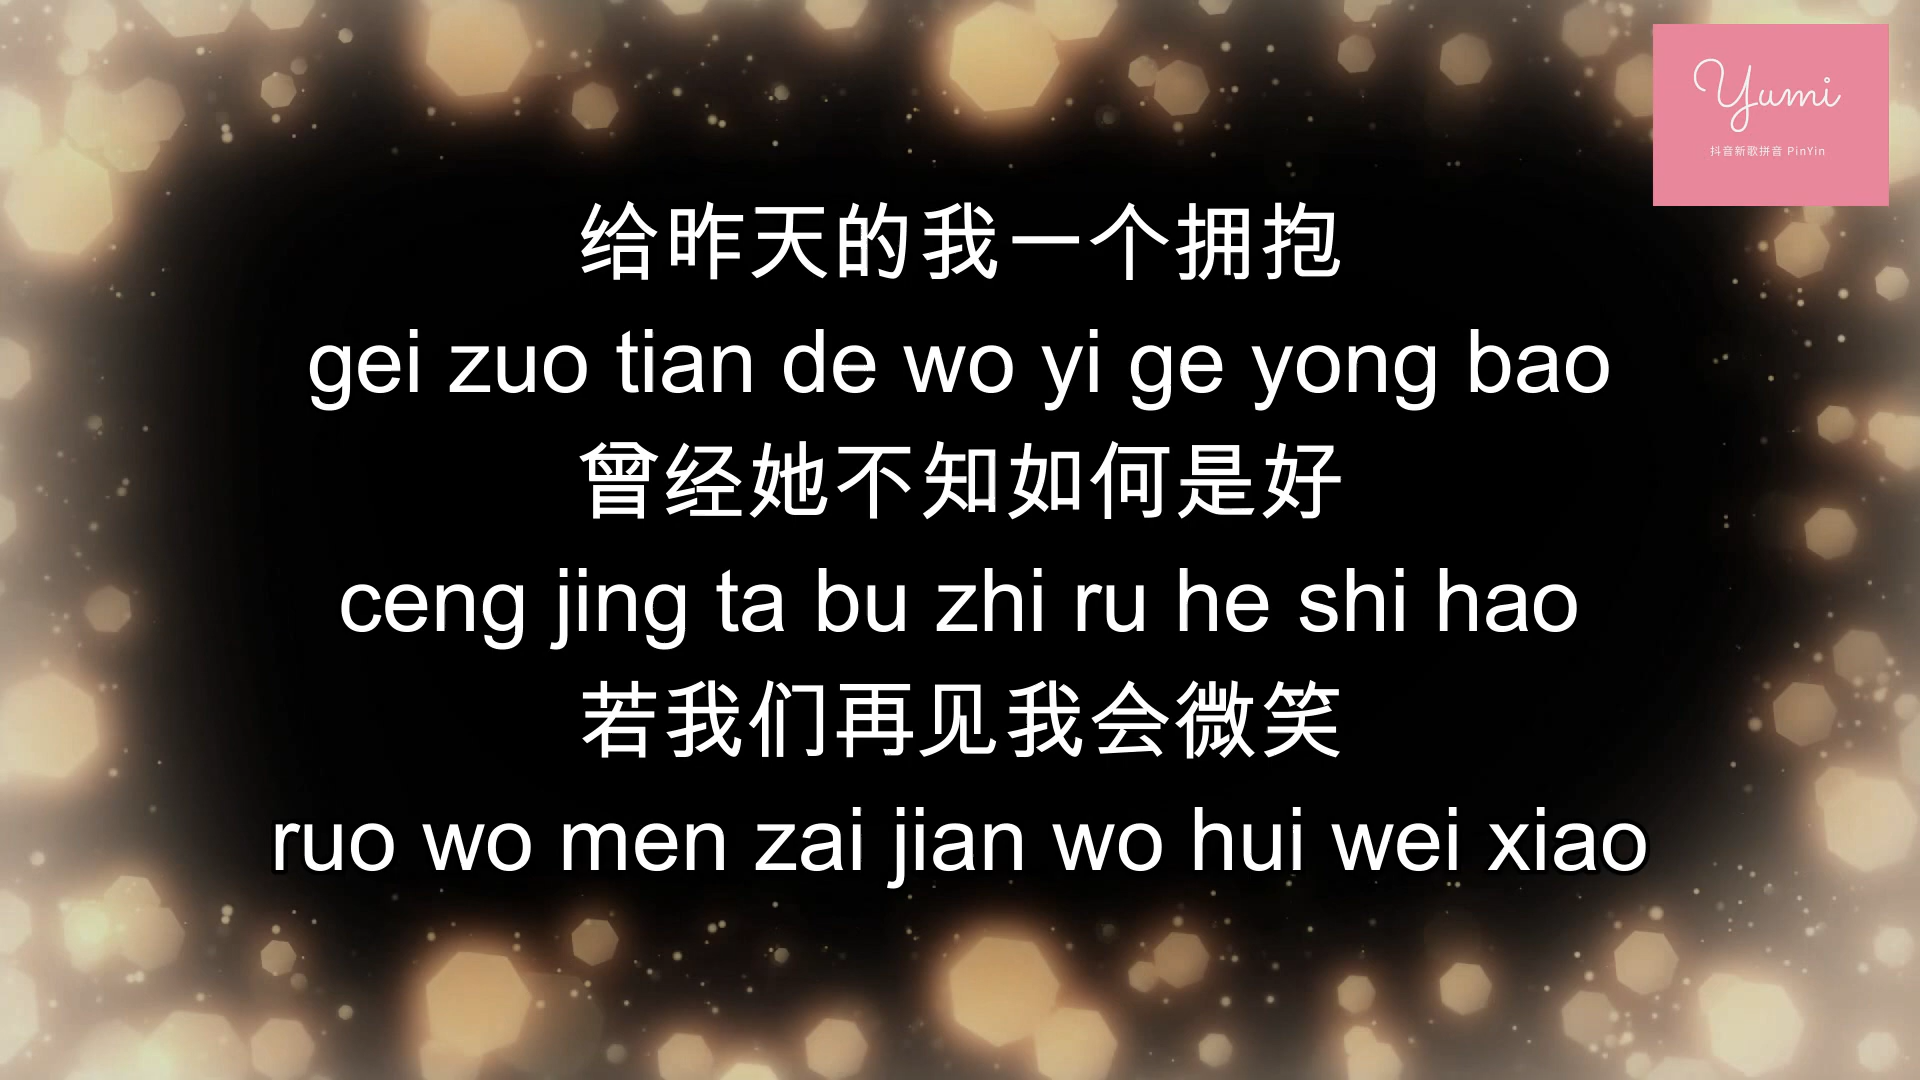 Yumi
抖音新歌拼音 PinYin
给昨天的我一个拥抱
gei zuo tian de wo yi ge yong bao
曾经她不知如何是好
ceng jing ta bu zhi ru he shi hao
若我们再见我会微笑
ruo wo men zai jian wo hui wei xiao